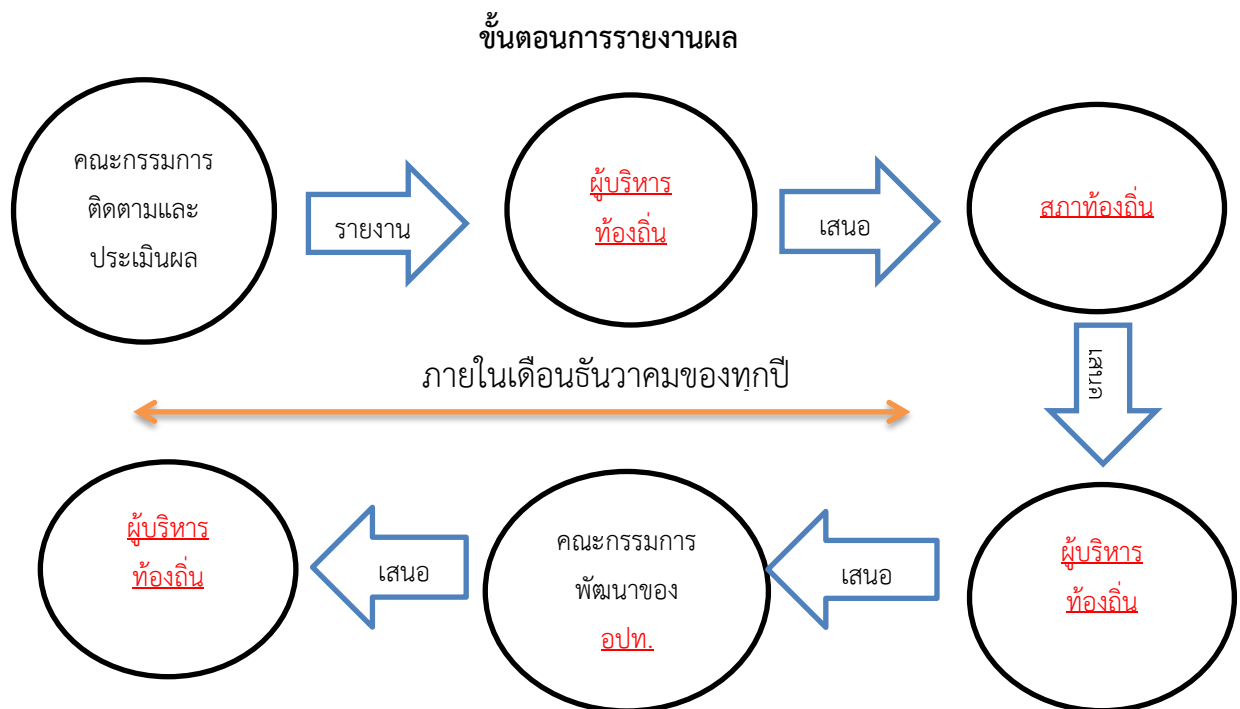 ขั้นตอนการรายงานผล
คณะกรรมการ
ติดตามและ
ประเมินผล
รายงาน
ผู้บริหาร
ท้องถิ่น
เสนอ
สภาท้องถิ่น
เสนอ
ภายในเดือนธันวาคมของทุกปี
ผู้บริหาร
ท้องถิ่น
เสนอ
คณะกรรมการ
พัฒนาของ
อปท.
เสนอ
ผู้บริหาร
ท้องถิ่น